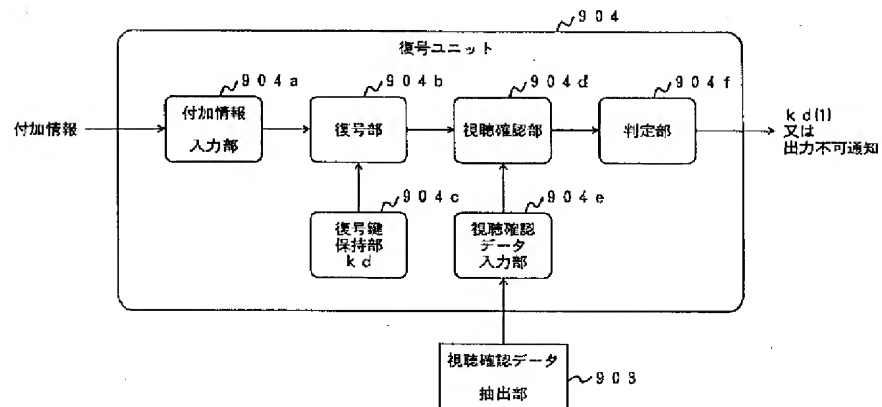 904
復号ユニット
904a
904b
904d
904f
付加情報
付加情報
入力部
復号部
視聴確認部
判定部
kd(1)
又は
出力不可通知
904c
904e
復号鍵
保持部
kd
視聴確認
データ
入力部
視聴確認データ
抽出部
903